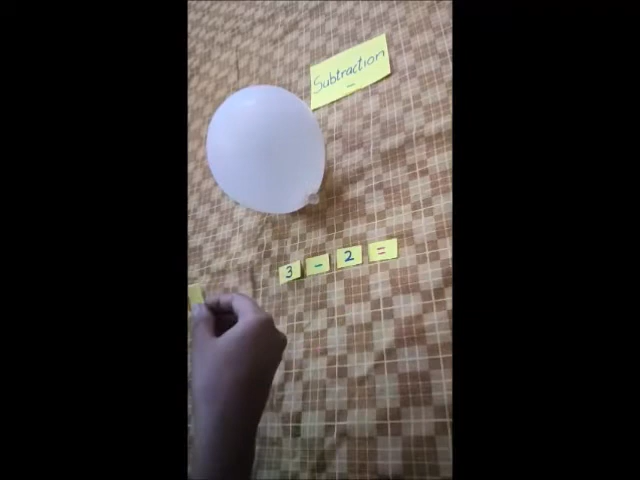 Subtraction
-
3 - 2 =